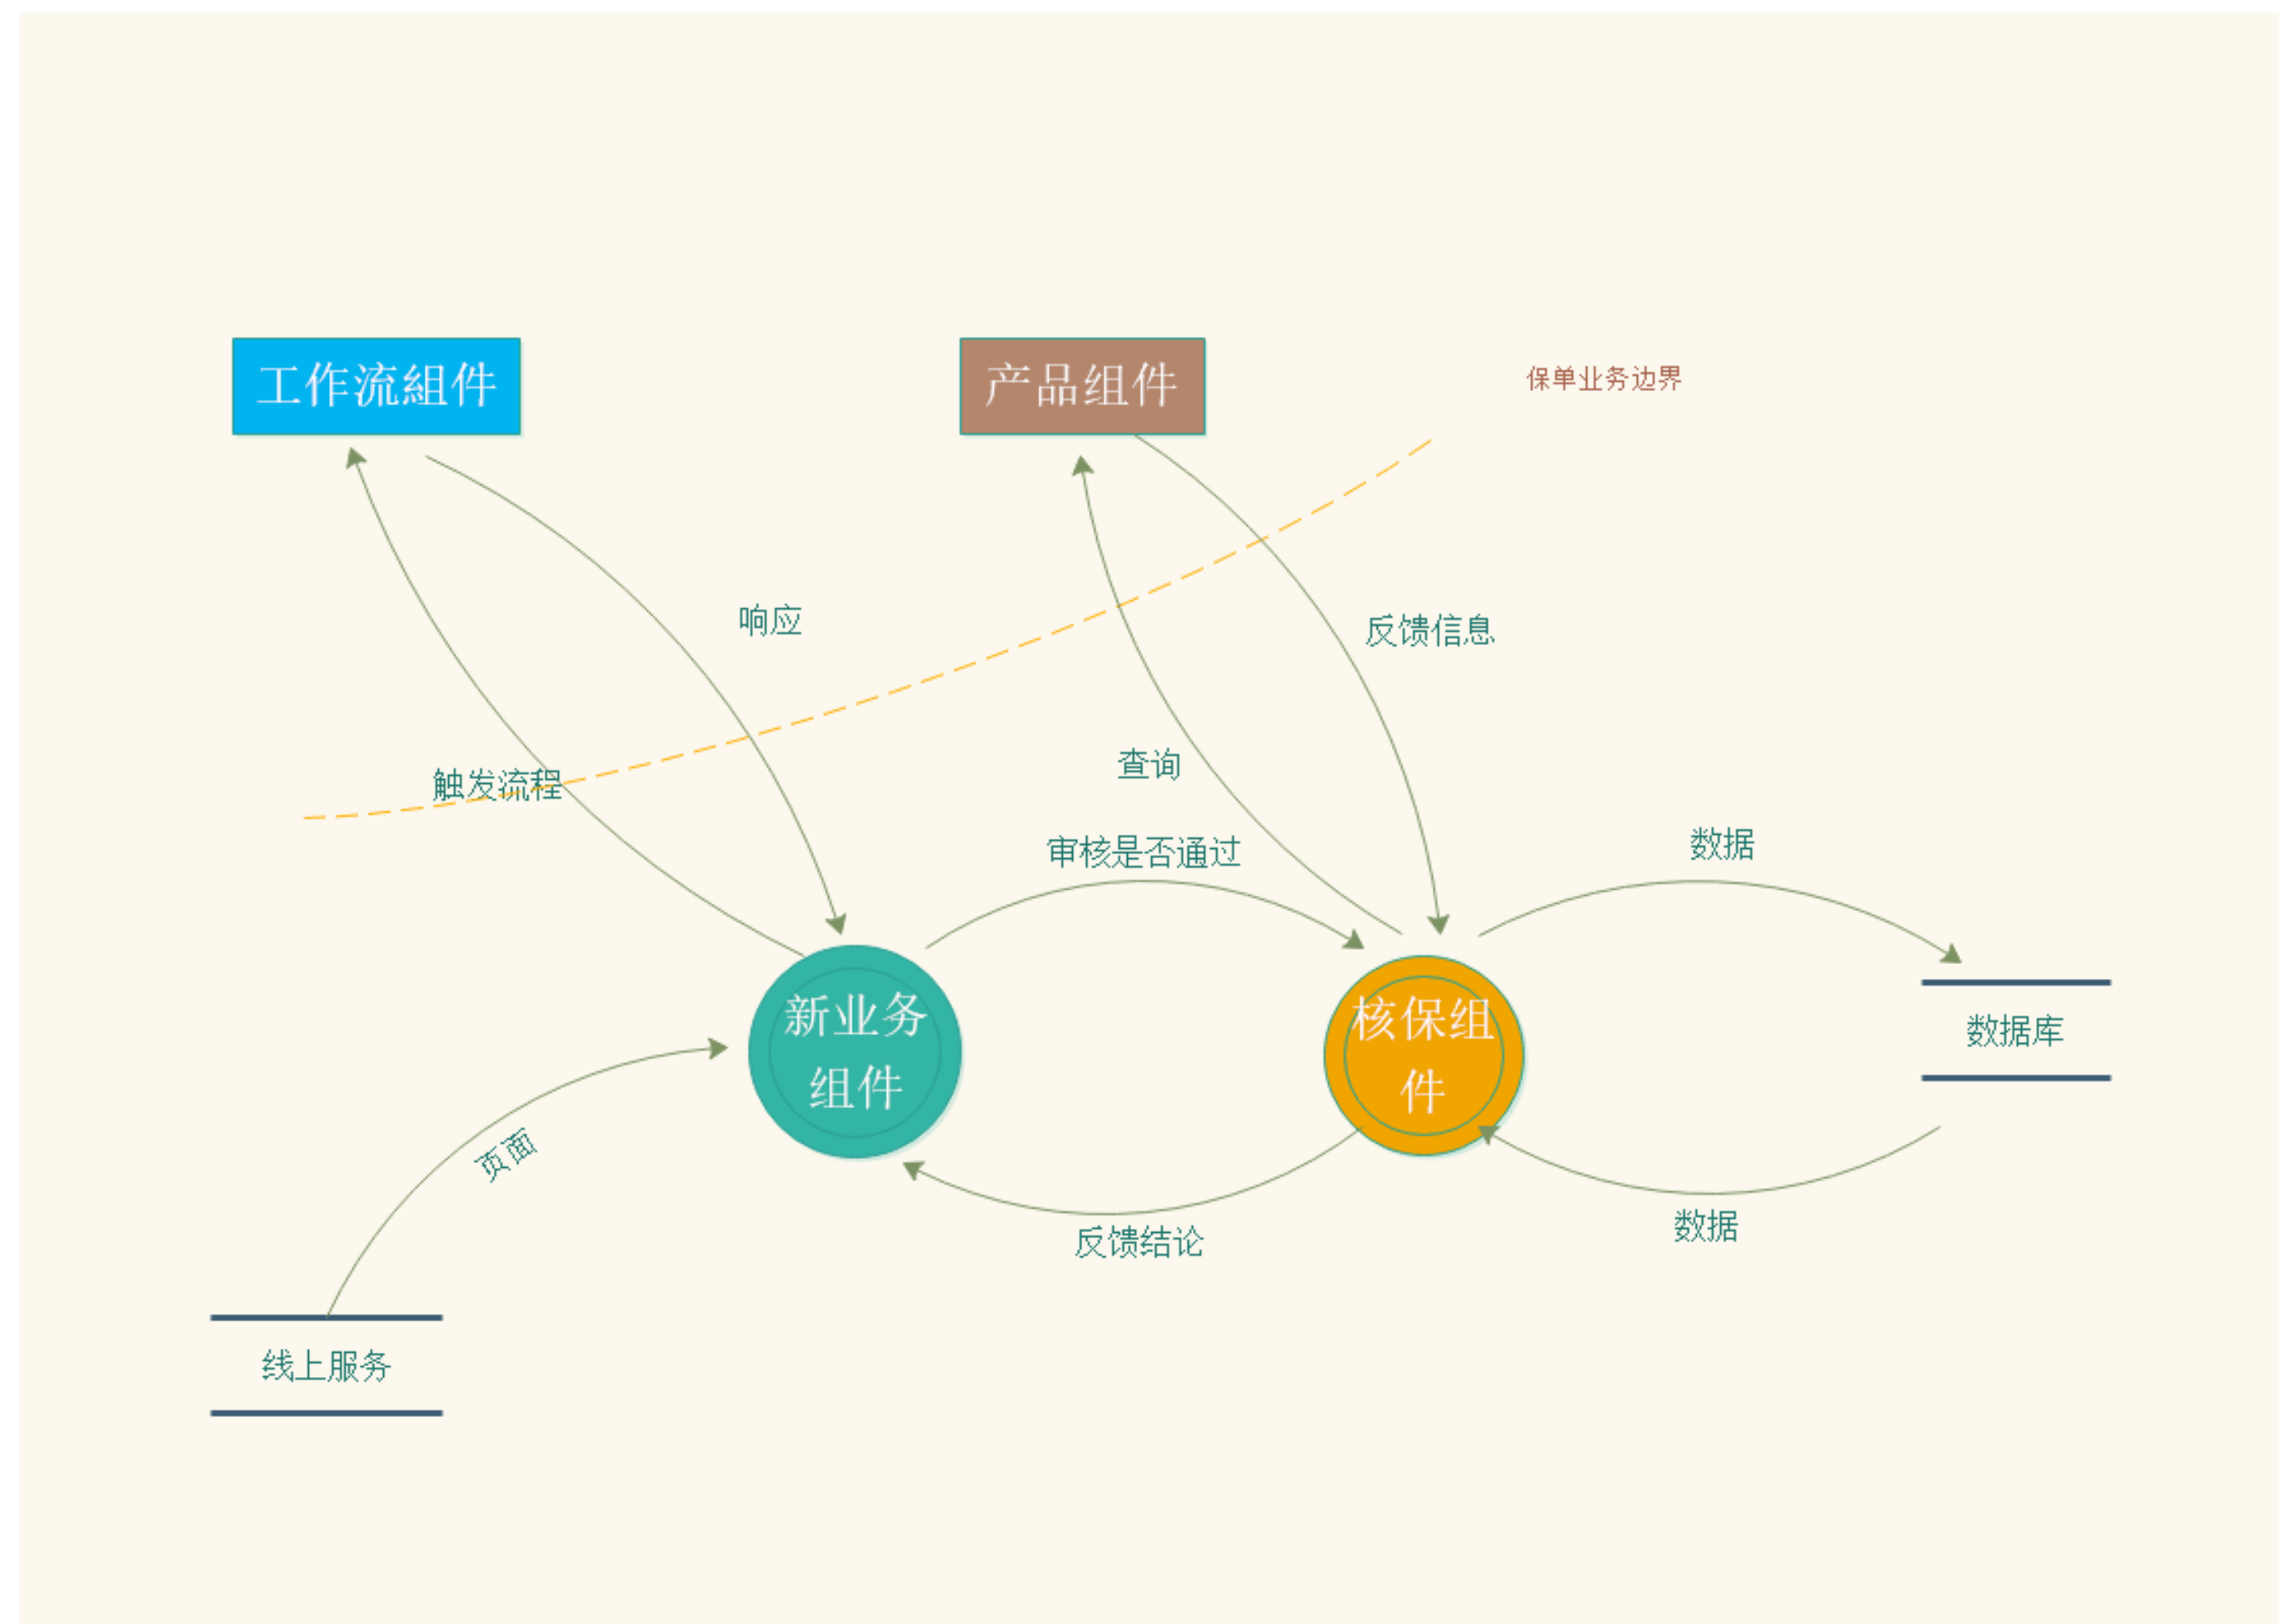 工作流組件
产品组件
保单业务边界
响应
反馈信息
查询
触发流程
审核是否通过
数据
新业务
组件
核保组
件
数据库
页面
反馈结论
数据
线上服务